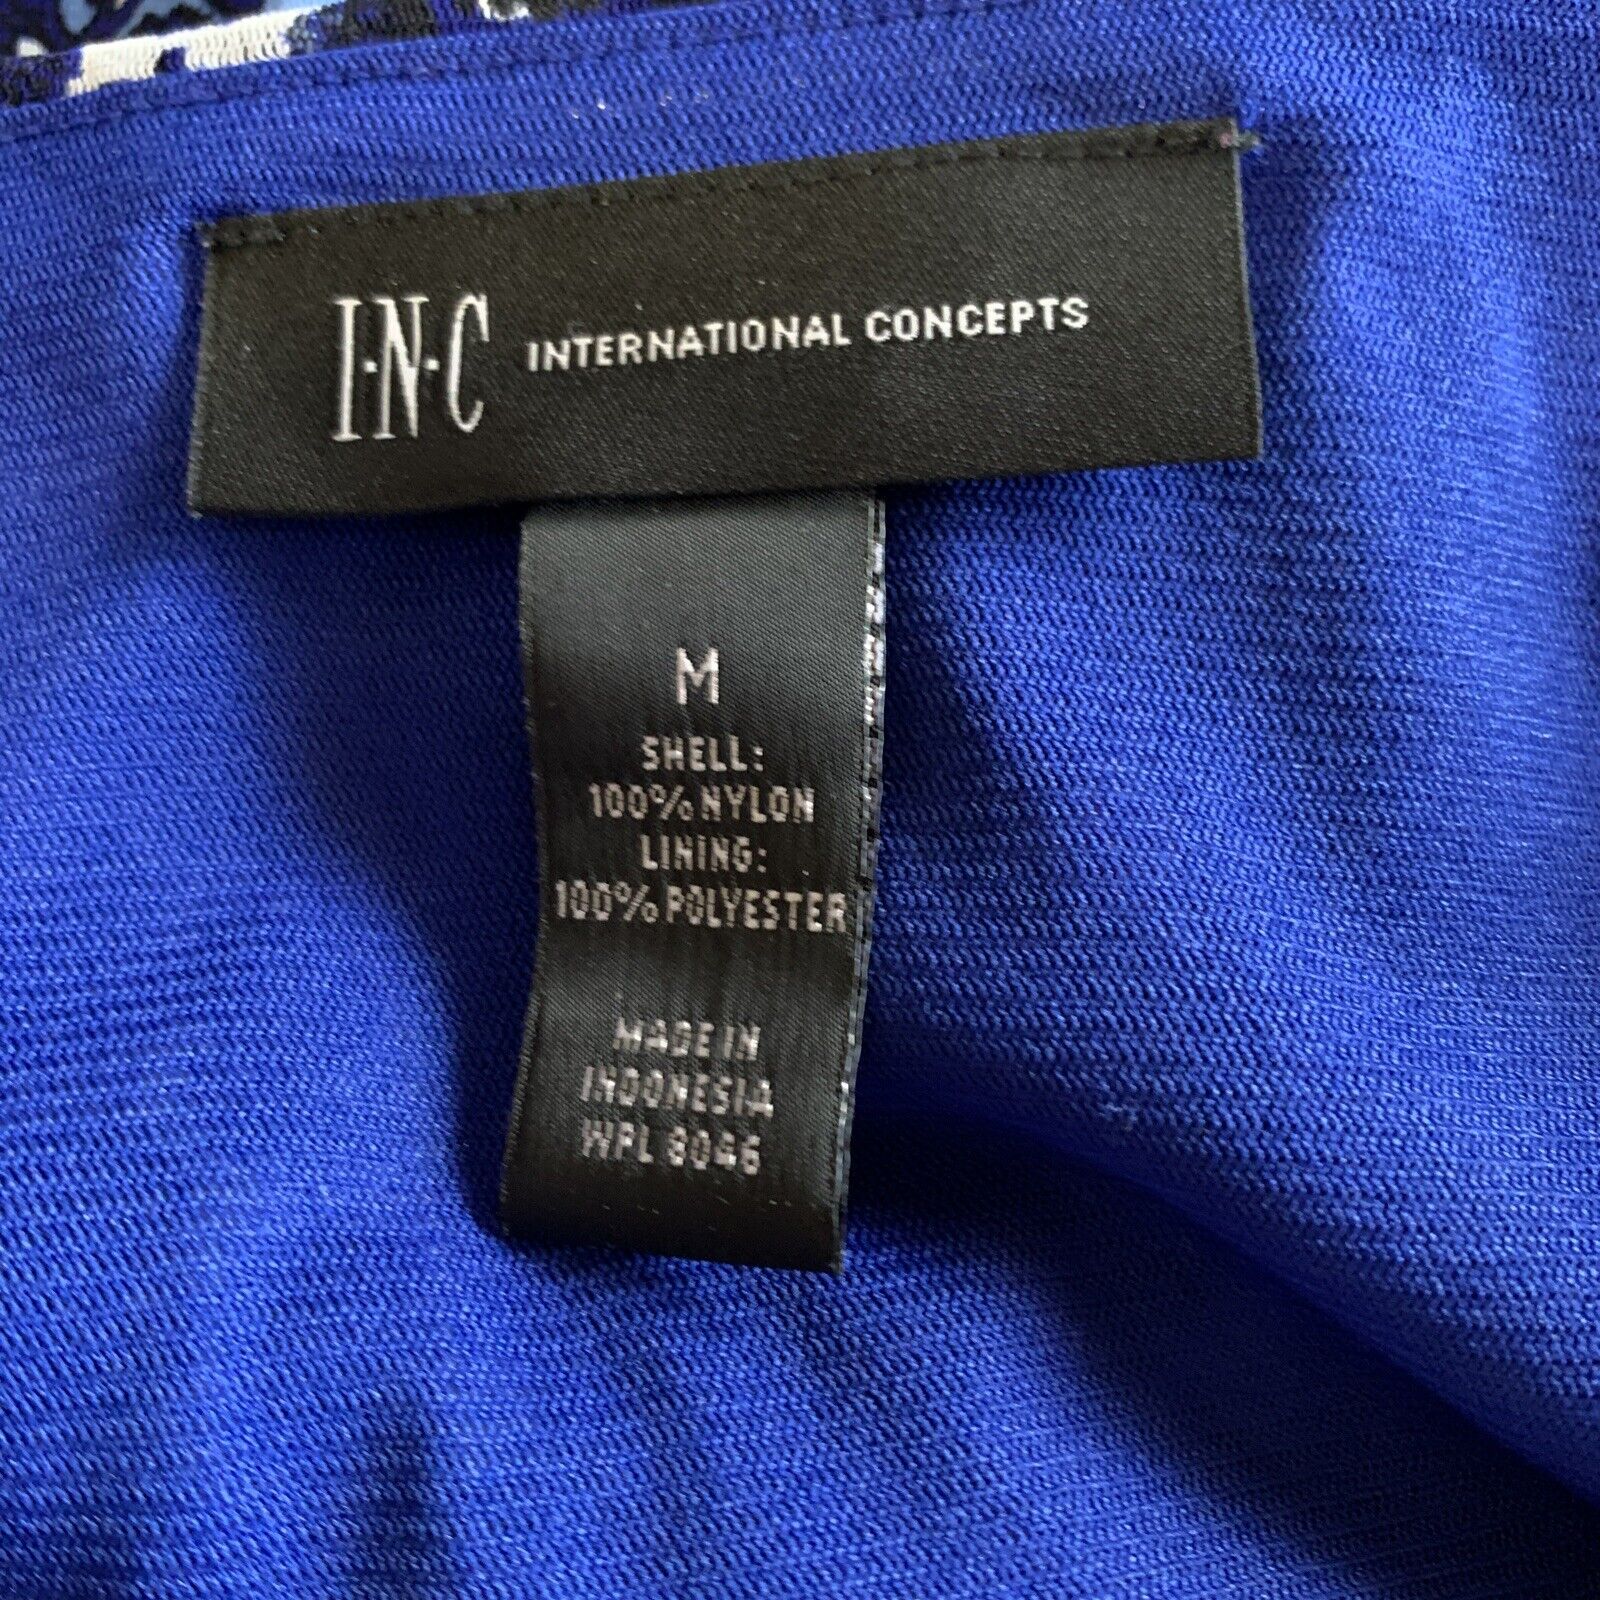 I·N·C INTERNATIONAL CONCEPTS
M
SHELL:
100% NYLON
LINING:
100% POLYESTER
MADE IN
INDONESIA
WPL 8046